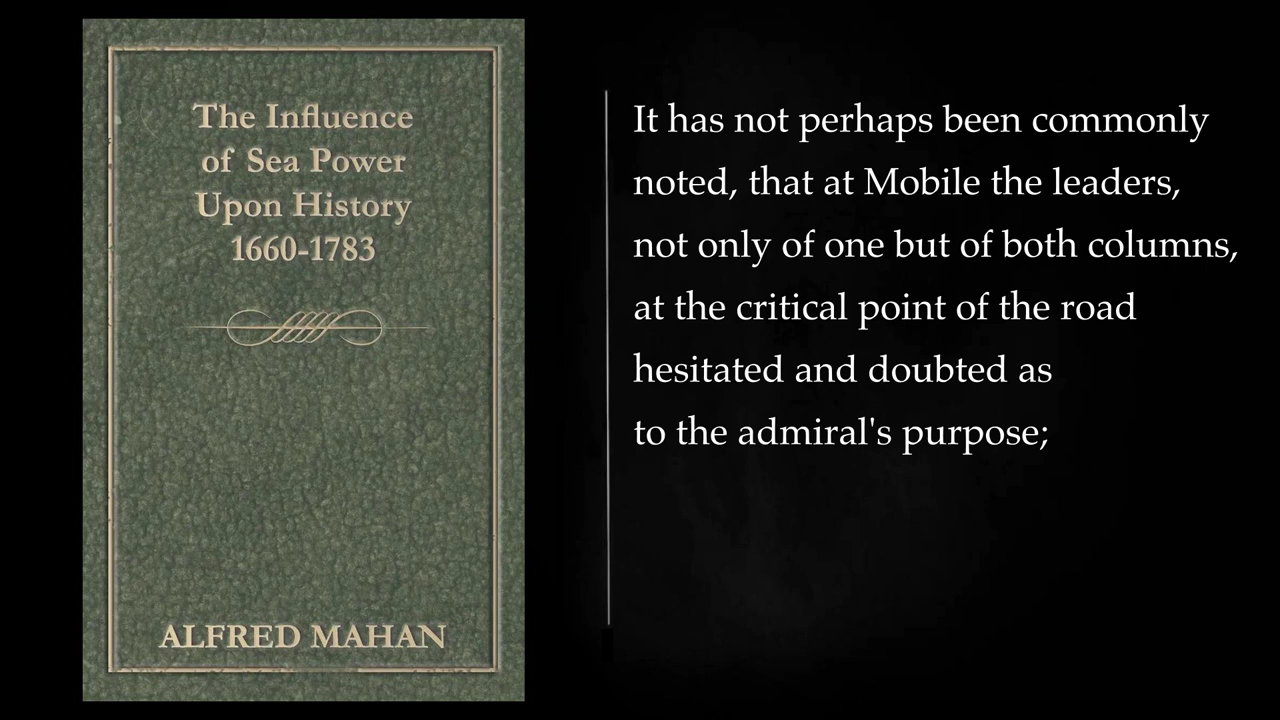 The Influence
of Sea Power
Upon History
1660-1783
ALFRED MAHAN
It has not perhaps been commonly
noted, that at Mobile the leaders,
not only of one but of both columns,
at the critical point of the road
hesitated and doubted as
to the admiral's purpose;